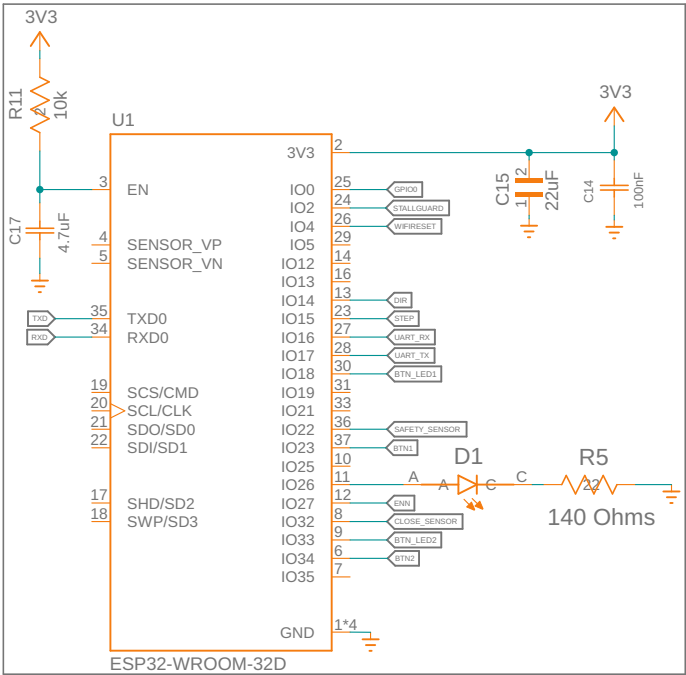 3V3
R11
2
10k
C17
4.7uF
U1
3V3
2
3
EN
IO0
25
GPIO0
IO2
24
STALLGUARD
IO4
26
WIFIRESET
4
SENSOR_VP
IO5
29
5
SENSOR_VN
IO12
14
IO13
16
IO14
13
DIR
TXD
35
TXD0
IO15
23
STEP
RXD
34
RXD0
IO16
27
UART_RX
IO17
28
UART_TX
IO18
30
BTN_LED1
19
SCS/CMD
IO19
31
20
SCL/CLK
IO21
33
21
SDO/SD0
IO22
36
SAFETY_SENSOR
22
SDI/SD1
IO23
37
BTN1
IO25
10
IO26
11
17
SHD/SD2
IO27
12
ENN
18
SWP/SD3
IO32
8
CLOSE_SENSOR
IO33
9
BTN_LED2
IO34
6
BTN2
IO35
7
GND
1*4
ESP32-WROOM-32D
3V3
C15
2
1
22uF
C14
100nF
D1
A
A
C
C
R5
22
140 Ohms